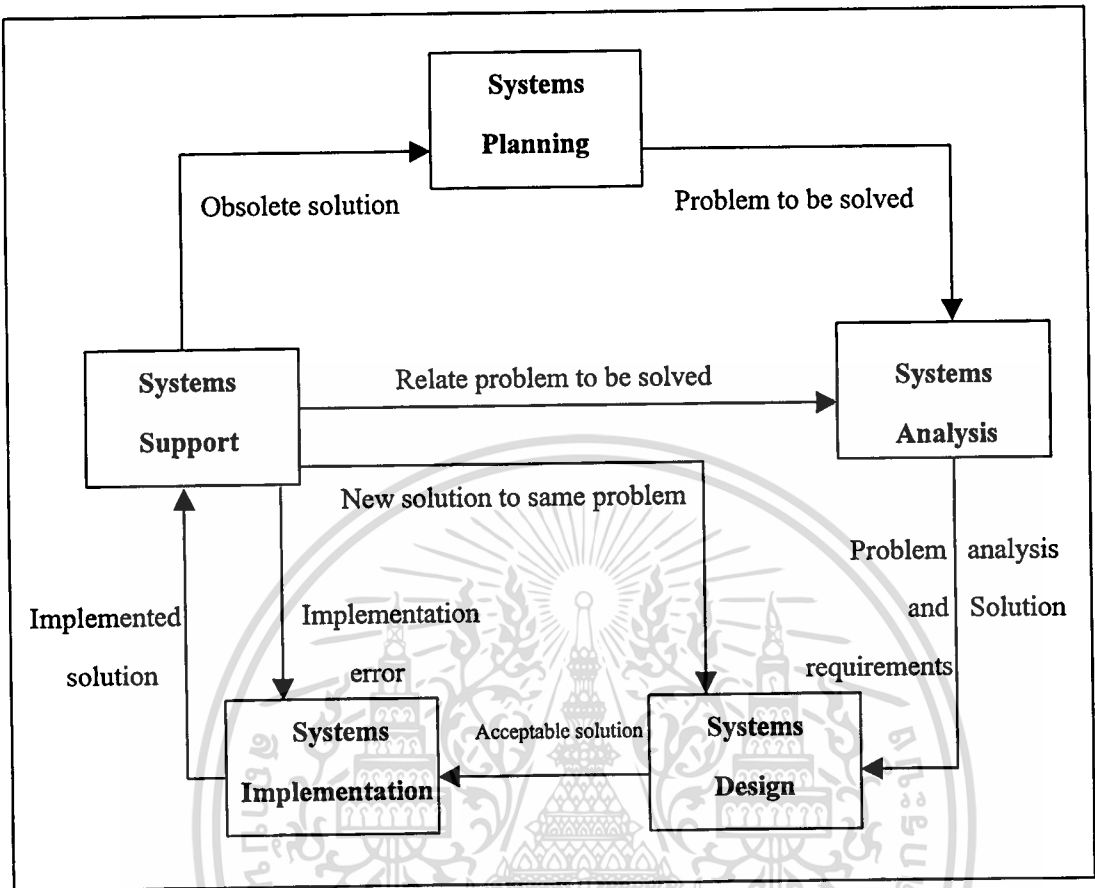 Systems
Planning
Obsolete solution
Problem to be solved
Systems
Support
Relate problem to be solved
Systems
Analysis
New solution to same problem
Problem analysis
and Solution
requirements
Implemented
solution
Implementation
error
Systems
Implementation
Acceptable solution
Systems
Design